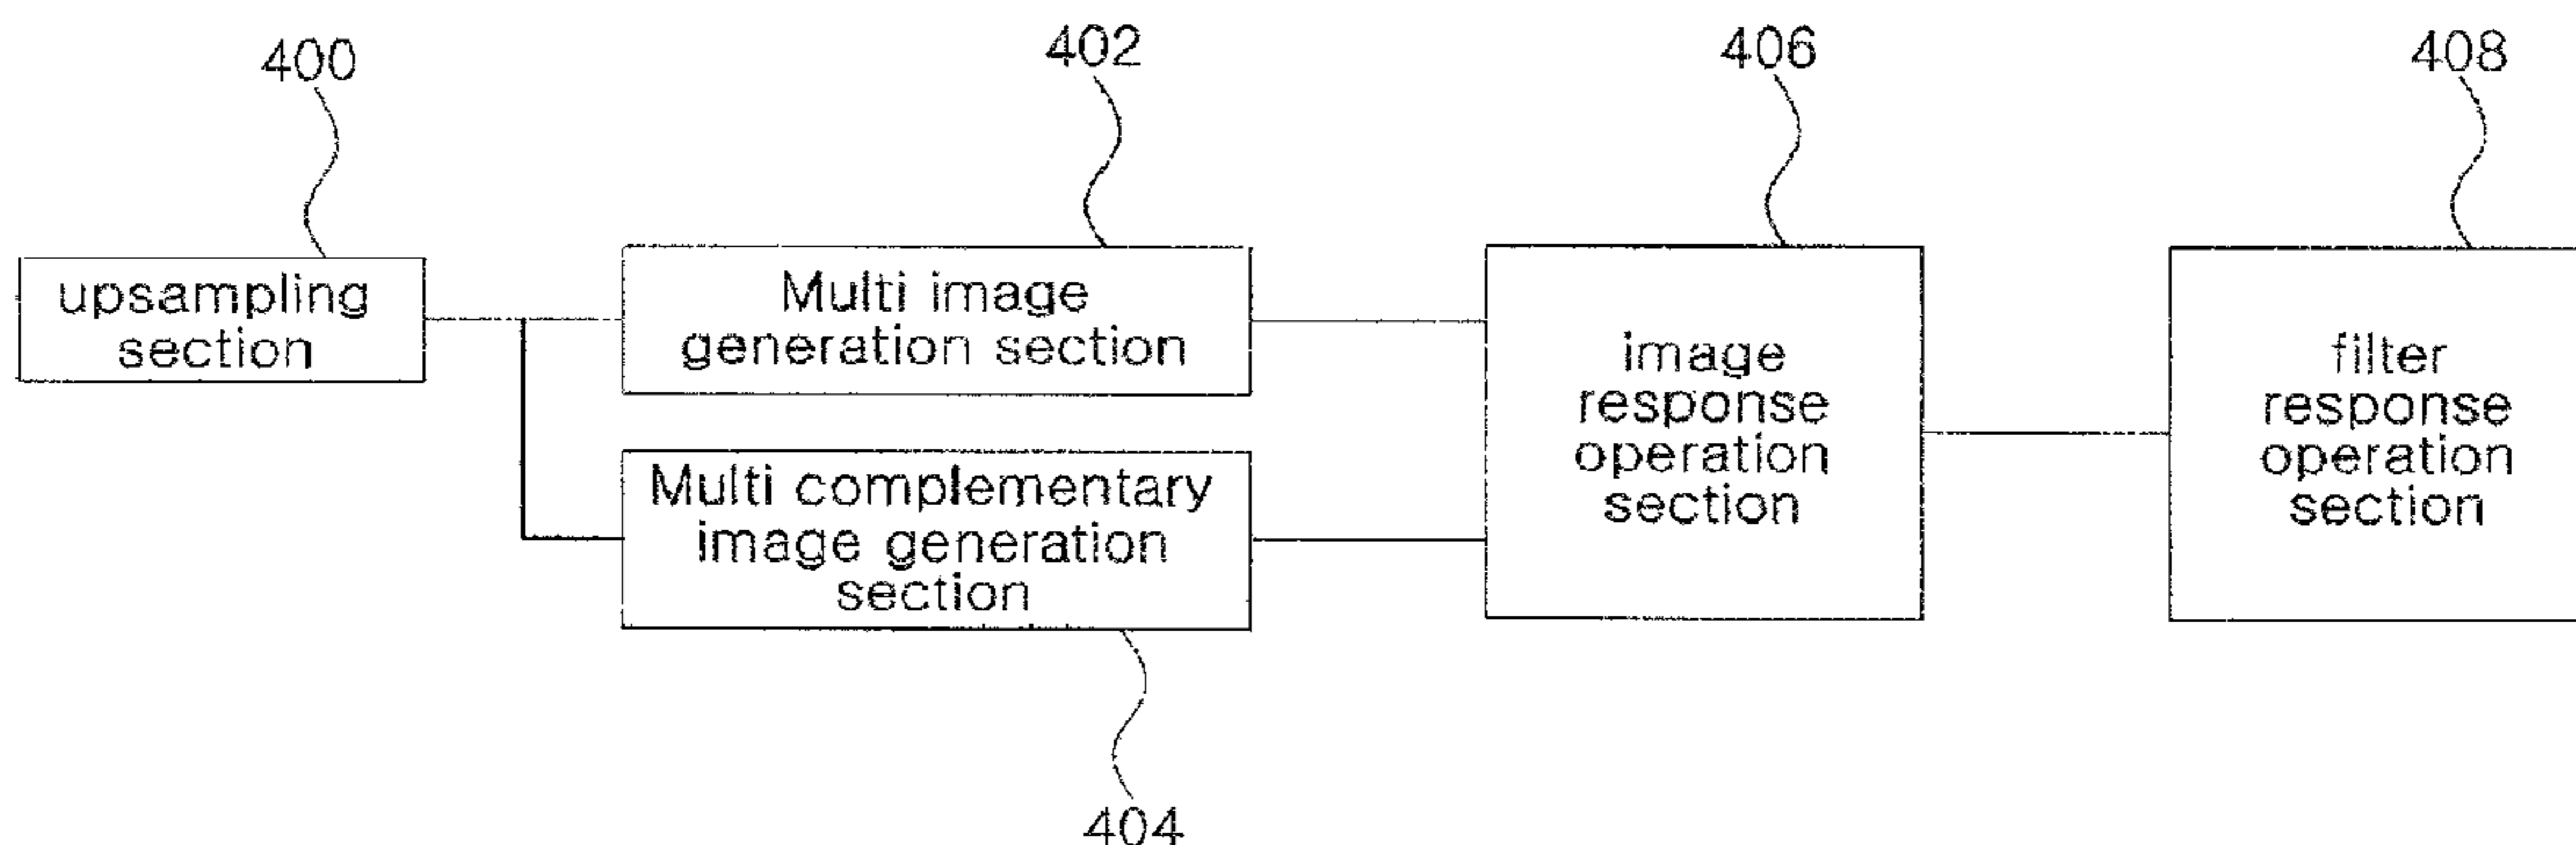 400
402
406
408
upsampling
section
Multi image
generation section
Multi complementary
image generation
section
image
response
operation
section
filter
response
operation
section
404